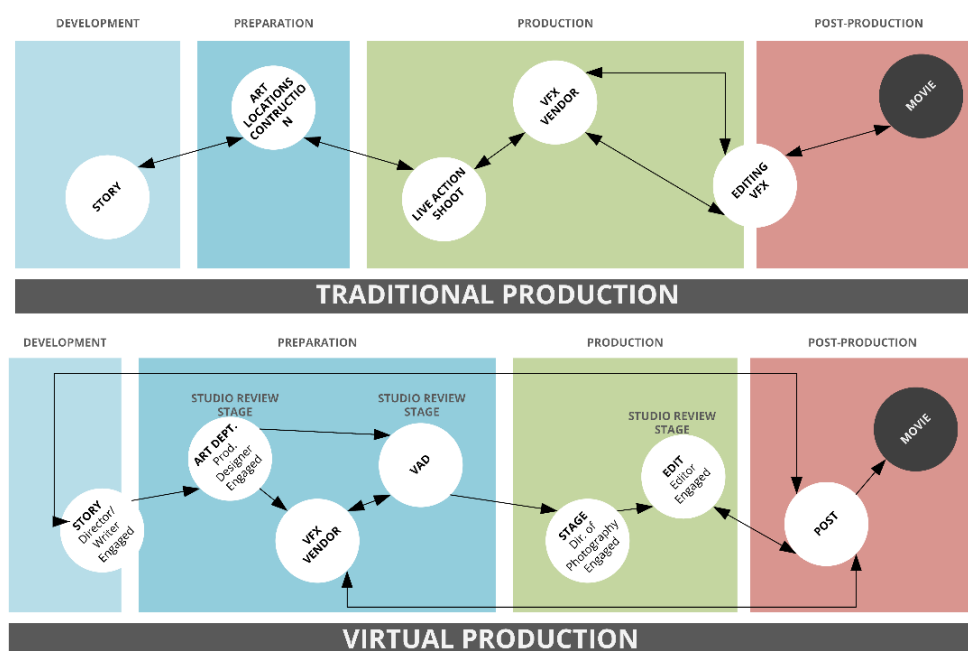 DEVELOPMENT
PREPARATION
PRODUCTION
POST-PRODUCTION
STORY
ART
LOCATIONS
CONTRUCTIO
N
LIVE ACTION
SHOOT
VFX
VENDOR
EDITING
VFX
MOVIE
TRADITIONAL PRODUCTION
DEVELOPMENT
PREPARATION
PRODUCTION
POST-PRODUCTION
STORY
Director/
Writer
Engaged
STUDIO REVIEW
STAGE
ART DEPT.
Prod.
Designer
Engaged
VFX
VENDOR
STUDIO REVIEW
STAGE
VAD
STAGE
Dir. of
Photography
Engaged
STUDIO REVIEW
STAGE
EDIT
Editor
Engaged
POST
MOVIE
VIRTUAL PRODUCTION